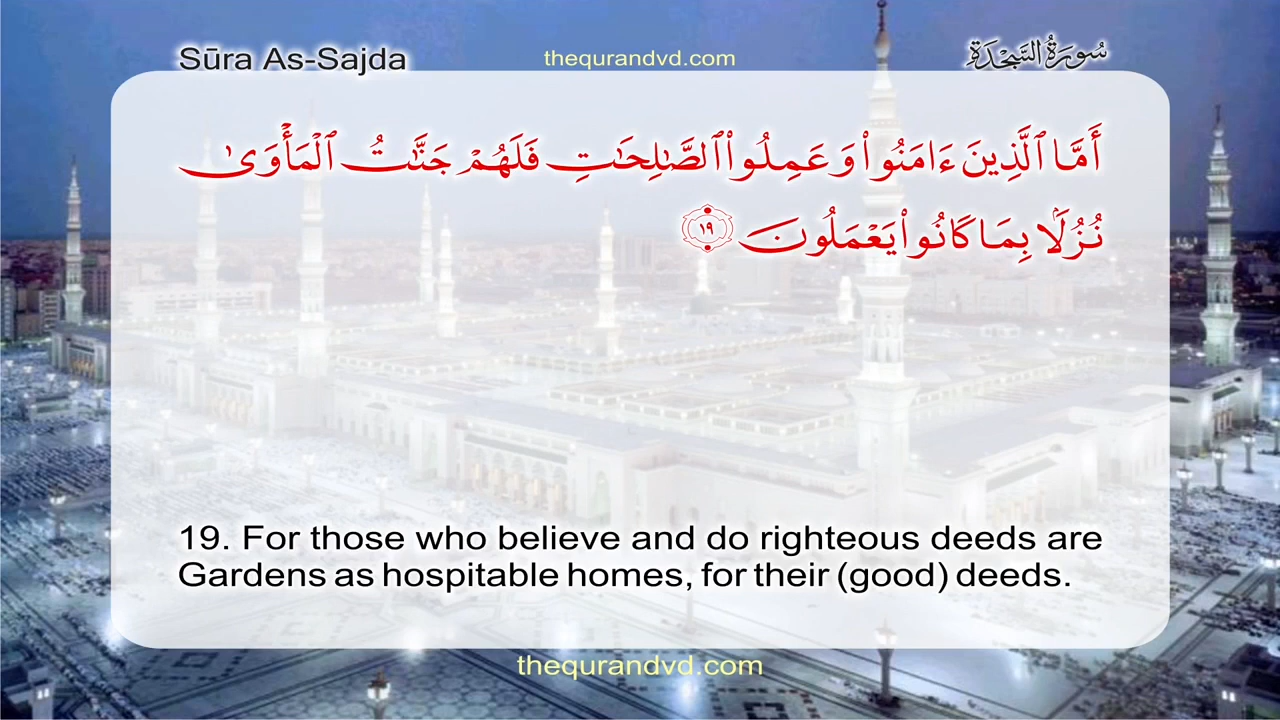 Sūra As-Sajda
thequrandvd.com
سُورَةُ السَّجْدَةِ
أَمَّا ٱلَّذِينَ ءَامَنُوا۟ وَعَمِلُوا۟ ٱلصَّـٰلِحَـٰتِ فَلَهُمْ جَنَّـٰتُ ٱلْمَأْوَىٰ
نُزُلًۢا بِمَا كَانُوا۟ يَعْمَلُونَ ١٩
19. For those who believe and do righteous deeds are
Gardens as hospitable homes, for their (good) deeds.
thequrandvd.com